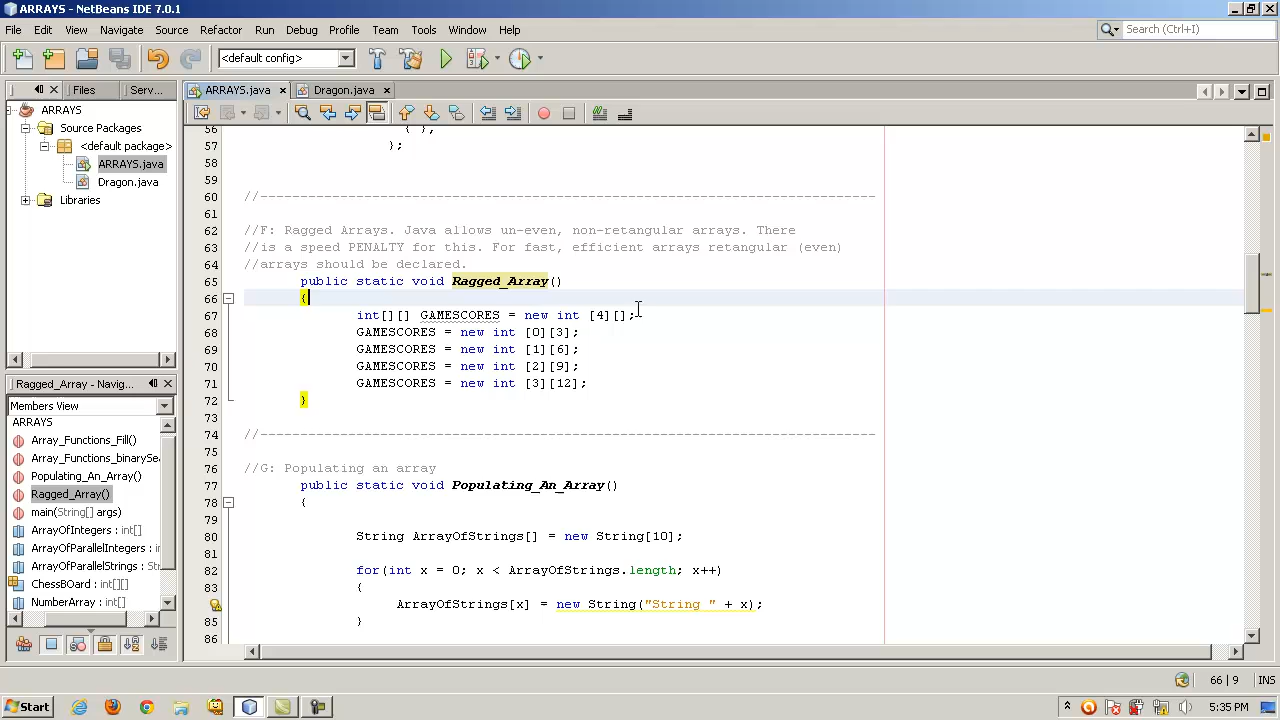 ARRAYS - NetBeans IDE 7.0.1
File Edit View Navigate Source Refactor Run Debug Profile Team Tools Window Help
Search (Ctrl+I)
<default config>
Files Serv...
ARRAYS.java Dragon.java
ARRAYS
Source Packages
<default package>
ARRAYS.java
Dragon.java
Libraries
Ragged_Array - Navig...
Members View
ARRAYS
Array_Functions_Fill()
Array_Functions_binarySea
Populating_An_Array()
Ragged_Array()
main(String[] args)
ArrayOfIntegers : int[]
ArrayOfParallelIntegers : int
ArrayOfParallelStrings : Str
ChessBOard : int[][]
NumberArray : int[]
56 { },
57 };
58
59
60 //-----------------------------------------------------------------------------
61
62 //F: Ragged Arrays. Java allows un-even, non-retangular arrays. There
63 //is a speed PENALTY for this. For fast, efficient arrays retangular (even)
64 //arrays should be declared.
65 public static void Ragged_Array()
66 {
67 int[][] GAMESCORES = new int [4][];
68 GAMESCORES = new int [0][3];
69 GAMESCORES = new int [1][6];
70 GAMESCORES = new int [2][9];
71 GAMESCORES = new int [3][12];
72 }
73
74 //-----------------------------------------------------------------------------
75
76 //G: Populating an array
77 public static void Populating_An_Array()
78 {
79
80 String ArrayOfStrings[] = new String[10];
81
82 for(int x = 0; x < ArrayOfStrings.length; x++)
83 {
ArrayOfStrings[x] = new String("String " + x);
85 }
86
66 | 9 INS
Start
5:35 PM